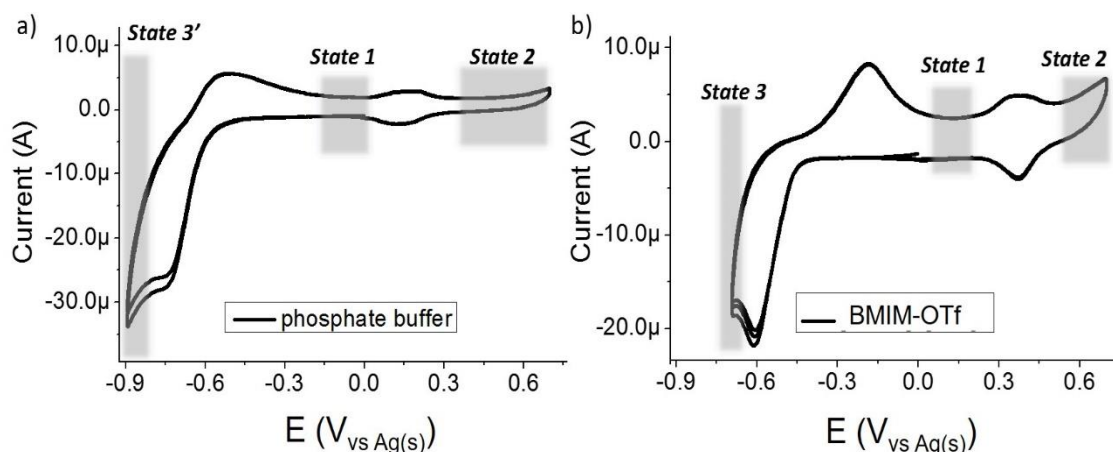 a)
State 3'
State 1
State 2
10.0µ
0.0
-10.0µ
-20.0µ
-30.0µ
Current (A)
phosphate buffer
-0.9
-0.6
-0.3
0.0
0.3
0.6
E (V vs Ag(s))
b)
State 3
State 1
State 2
10.0µ
0.0
-10.0µ
-20.0µ
Current (A)
BMIM-OTf
-0.9
-0.6
-0.3
0.0
0.3
0.6
E (V vs Ag(s))